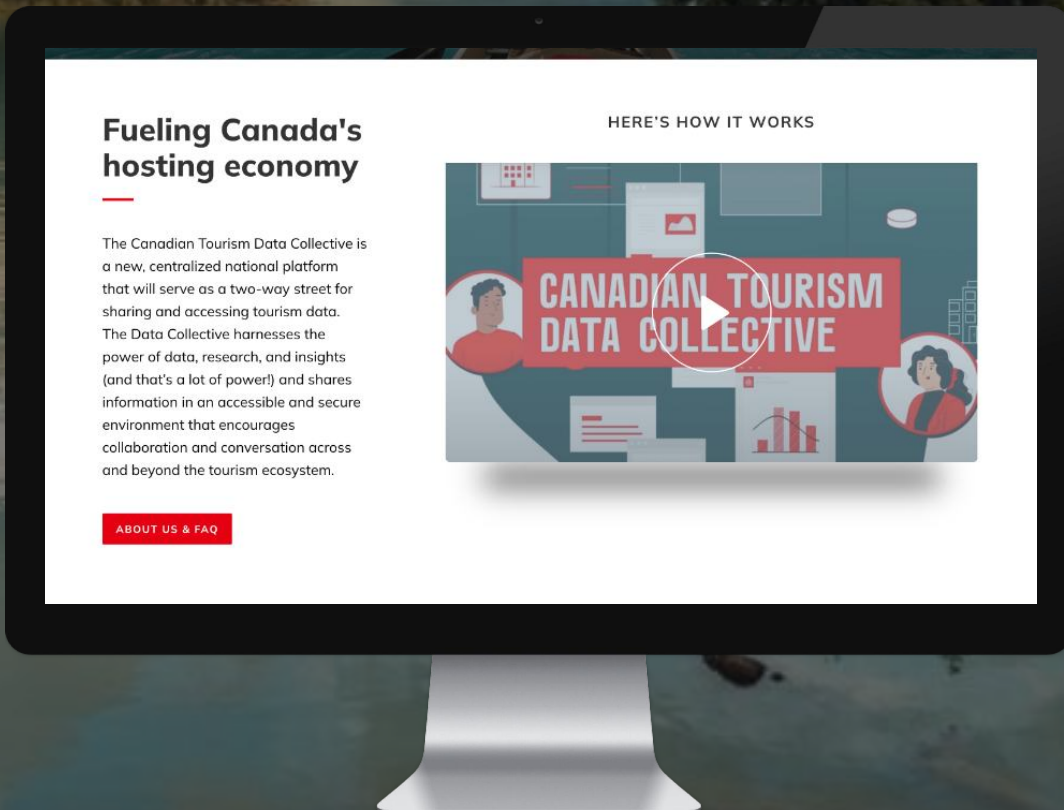 Fueling Canada's
hosting economy
The Canadian Tourism Data Collective is
a new, centralized national platform
that will serve as a two-way street for
sharing and accessing tourism data.
The Data Collective harnesses the
power of data, research, and insights
(and that's a lot of power!) and shares
information in an accessible and secure
environment that encourages
collaboration and conversation across
and beyond the tourism ecosystem.
ABOUT US & FAQ
HERE'S HOW IT WORKS
CANADIAN TOURISM
DATA COLLECTIVE